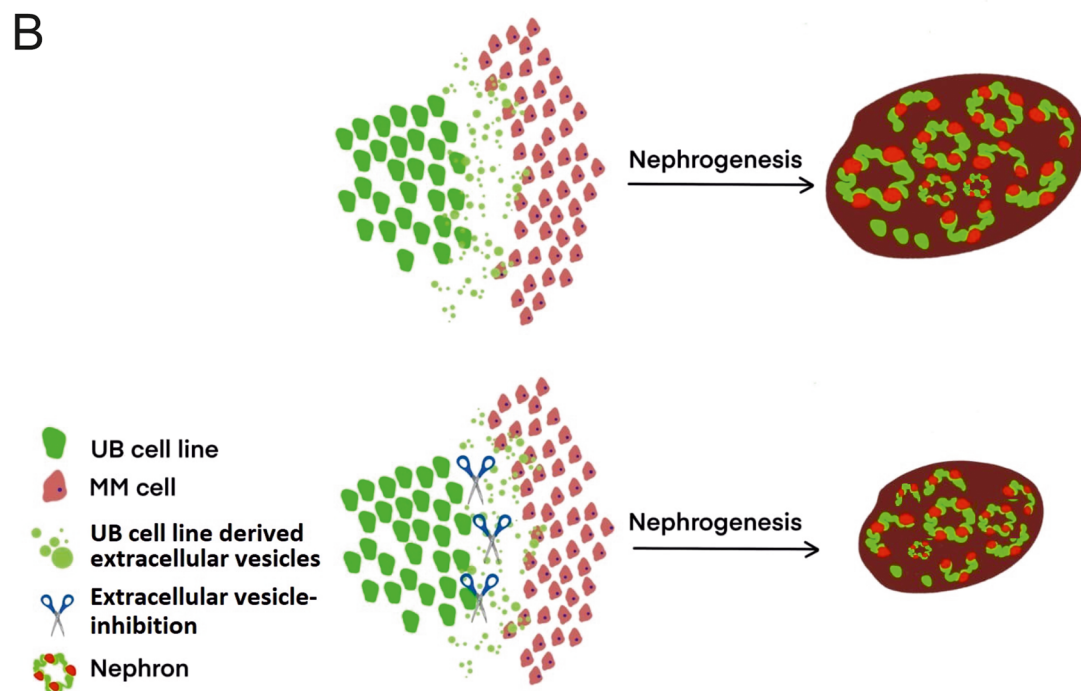 B
Nephrogenesis
UB cell line
MM cell
UB cell line derived
extracellular vesicles
Extracellular vesicle-
inhibition
Nephron
Nephrogenesis